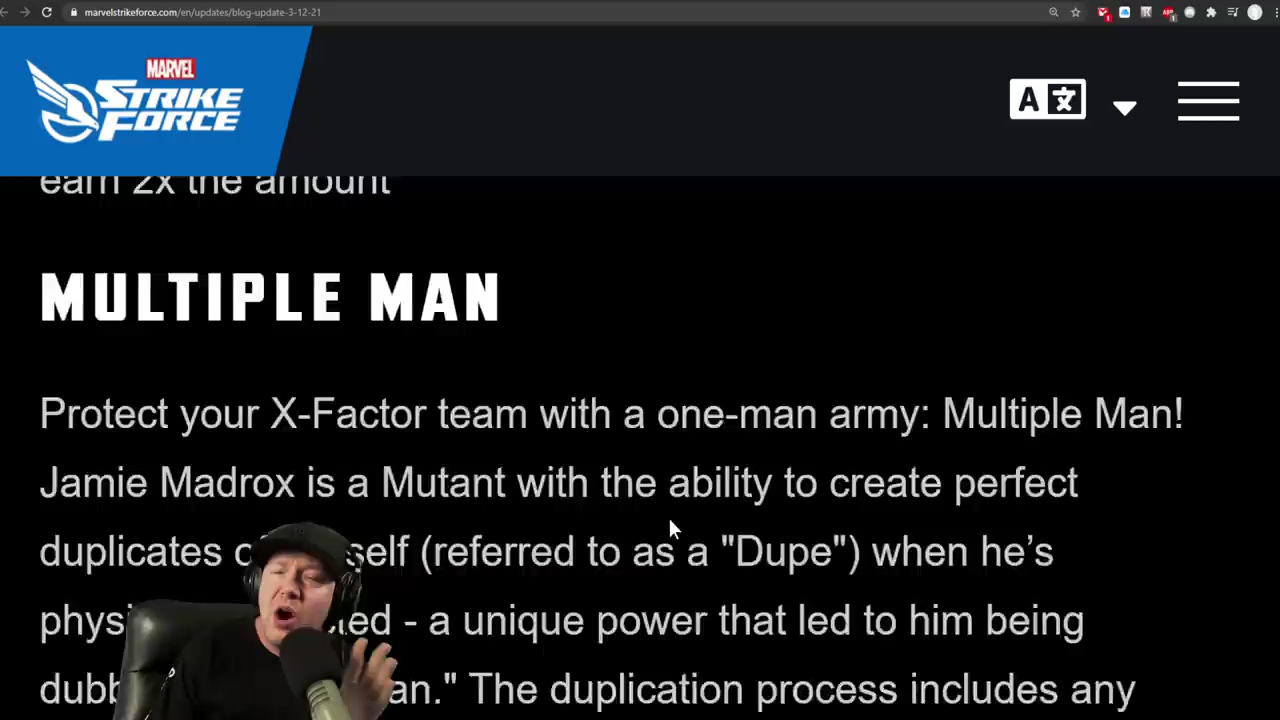 marvelstrikeforce.com/en/updates/blog-update-3-12-21
MARVEL
STRIKE
FORCE
A 文
earn 2x the amount
MULTIPLE MAN
Protect your X-Factor team with a one-man army: Multiple Man!
Jamie Madrox is a Mutant with the ability to create perfect
duplicates self (referred to as a "Dupe") when he’s
- a unique power that led to him being
The duplication process includes any